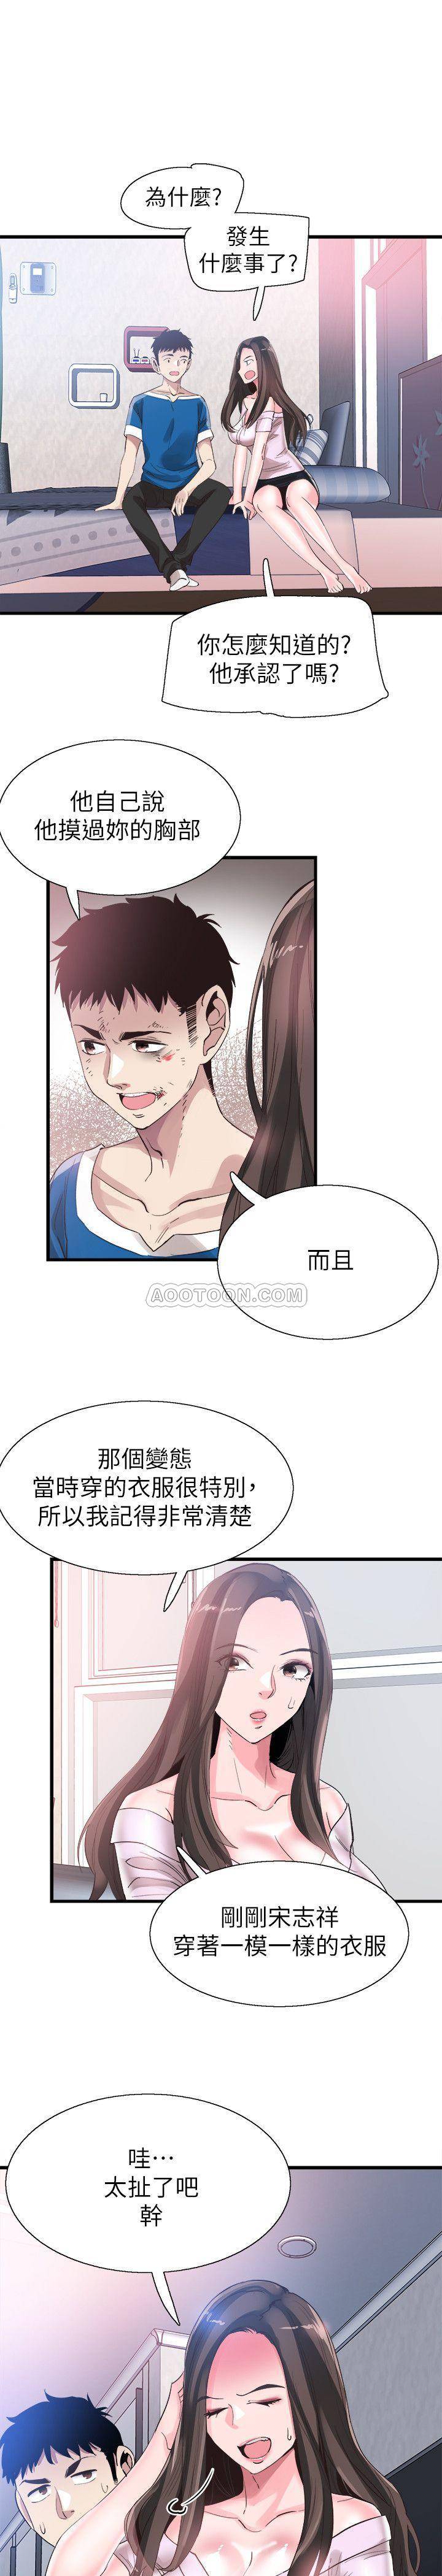 為什麼?
發生
什麼事了?
你怎麼知道的?
他承認了嗎?
他自己說
他摸過妳的胸部
而且
AOOTOON.COM
那個變態
當時穿的衣服很特別,
所以我記得非常清楚
剛剛宋志祥
穿著一模一樣的衣服
哇…
太扯了吧
幹